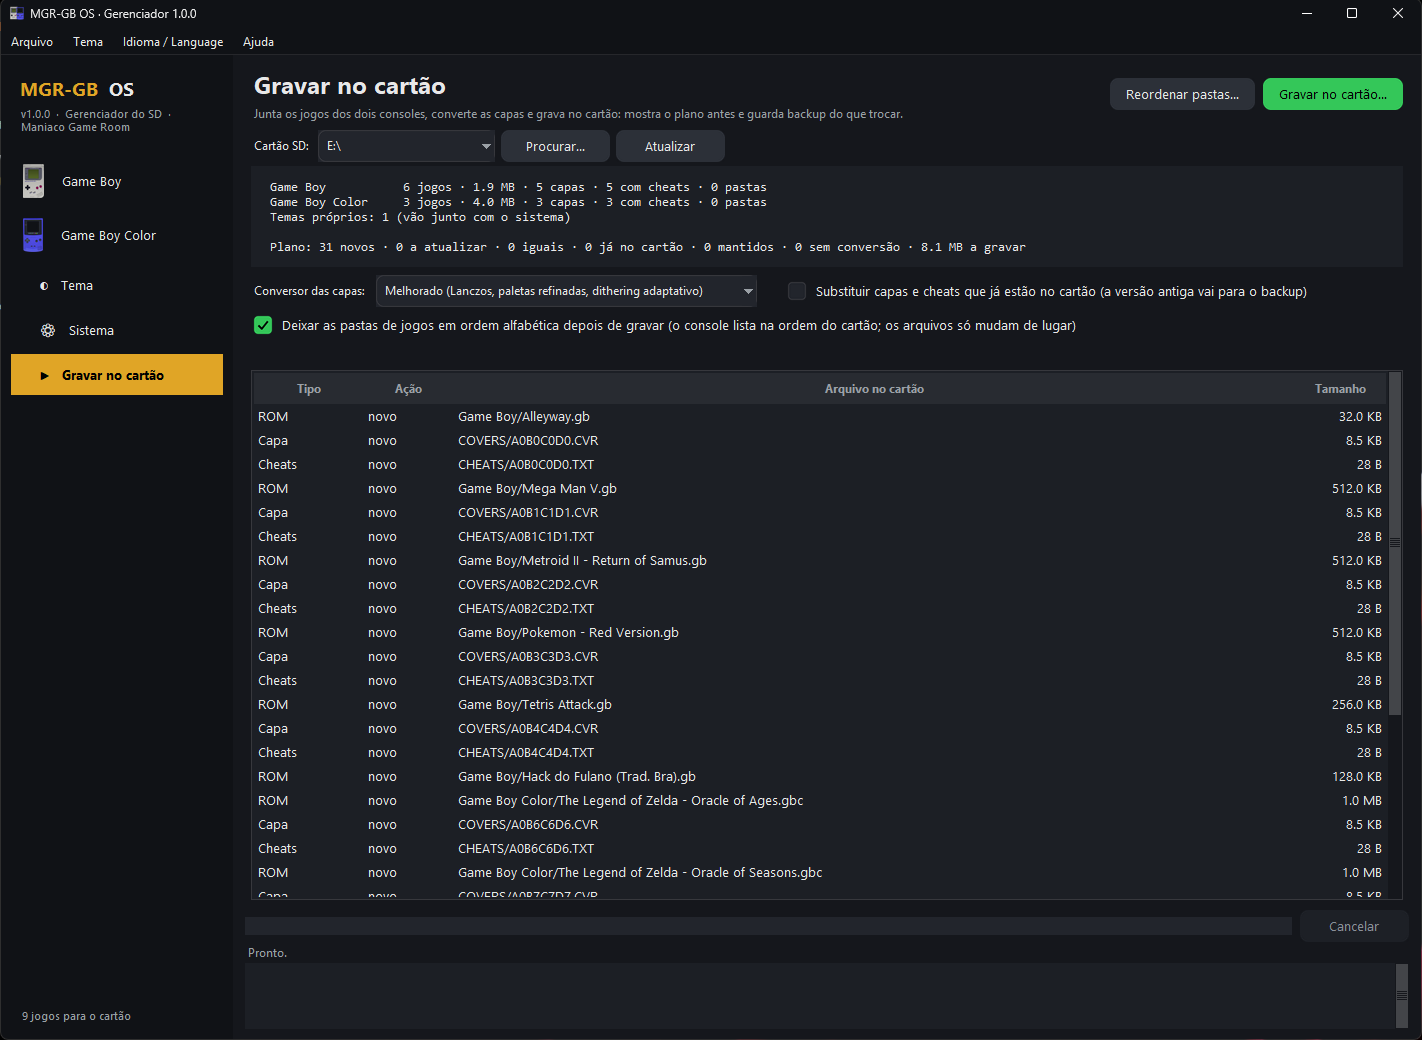 MGR-GB OS · Gerenciador 1.0.0
Arquivo Tema Idioma / Language Ajuda
MGR-GB OS
v1.0.0 · Gerenciador do SD ·
Maniaco Game Room
Game Boy
Game Boy Color
Tema
Sistema
Gravar no cartão
9 jogos para o cartão
Gravar no cartão
Junta os jogos dos dois consoles, converte as capas e grava no cartão: mostra o plano antes e guarda backup do que trocar.
Reordenar pastas...
Gravar no cartão...
Cartão SD: E:\ Procurar... Atualizar
Game Boy 6 jogos · 1.9 MB · 5 capas · 5 com cheats · 0 pastas
Game Boy Color 3 jogos · 4.0 MB · 3 capas · 3 com cheats · 0 pastas
Temas próprios: 1 (vão junto com o sistema)
Plano: 31 novos · 0 a atualizar · 0 iguais · 0 já no cartão · 0 mantidos · 0 sem conversão · 8.1 MB a gravar
Conversor das capas: Melhorado (Lanczos, paletas refinadas, dithering adaptativo) Substituir capas e cheats que já estão no cartão (a versão antiga vai para o backup)
Deixar as pastas de jogos em ordem alfabética depois de gravar (o console lista na ordem do cartão; os arquivos só mudam de lugar)
Tipo Ação Arquivo no cartão Tamanho
ROM novo Game Boy/Alleyway.gb 32.0 KB
Capa novo COVERS/A0B0C0D0.CVR 8.5 KB
Cheats novo CHEATS/A0B0C0D0.TXT 28 B
ROM novo Game Boy/Mega Man V.gb 512.0 KB
Capa novo COVERS/A0B1C1D1.CVR 8.5 KB
Cheats novo CHEATS/A0B1C1D1.TXT 28 B
ROM novo Game Boy/Metroid II - Return of Samus.gb 512.0 KB
Capa novo COVERS/A0B2C2D2.CVR 8.5 KB
Cheats novo CHEATS/A0B2C2D2.TXT 28 B
ROM novo Game Boy/Pokemon - Red Version.gb 512.0 KB
Capa novo COVERS/A0B3C3D3.CVR 8.5 KB
Cheats novo CHEATS/A0B3C3D3.TXT 28 B
ROM novo Game Boy/Tetris Attack.gb 256.0 KB
Capa novo COVERS/A0B4C4D4.CVR 8.5 KB
Cheats novo CHEATS/A0B4C4D4.TXT 28 B
ROM novo Game Boy/Hack do Fulano (Trad. Bra).gb 128.0 KB
ROM novo Game Boy Color/The Legend of Zelda - Oracle of Ages.gbc 1.0 MB
Capa novo COVERS/A0B6C6D6.CVR 8.5 KB
Cheats novo CHEATS/A0B6C6D6.TXT 28 B
ROM novo Game Boy Color/The Legend of Zelda - Oracle of Seasons.gbc 1.0 MB
Capa novo COVERS/A0B7C7D7.CVR 8.5 KB
Cancelar
Pronto.